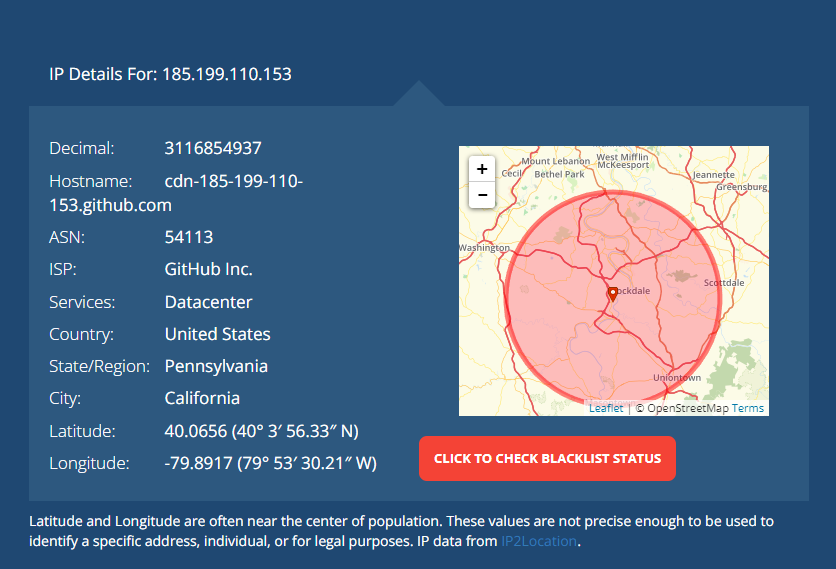 IP Details For: 185.199.110.153
Decimal: 3116854937
Hostname: cdn-185-199-110-
153.github.com
ASN: 54113
ISP: GitHub Inc.
Services: Datacenter
Country: United States
State/Region: Pennsylvania
City: California
Latitude: 40.0656 (40° 3′ 56.33″ N)
Longitude: -79.8917 (79° 53′ 30.21″ W)
+
−
Mount Lebanon
West Mifflin
McKeesport
Cecil
Bethel Park
Jeannette
Greensburg
Washington
ockdale
Scottdale
Uniontown
Leaflet | © OpenStreetMap Terms
CLICK TO CHECK BLACKLIST STATUS
Latitude and Longitude are often near the center of population. These values are not precise enough to be used to
identify a specific address, individual, or for legal purposes. IP data from IP2Location.